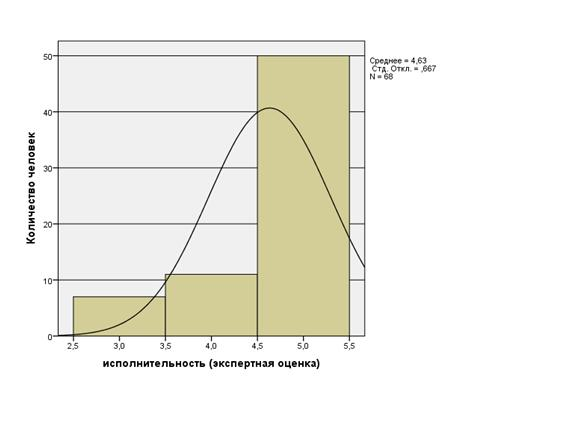 50
40
30
20
10
0
Количество человек
2,5 3,0 3,5 4,0 4,5 5,0 5,5
исполнительность (экспертная оценка)
Среднее = 4,63
Стд. Откл. = ,667
N = 68